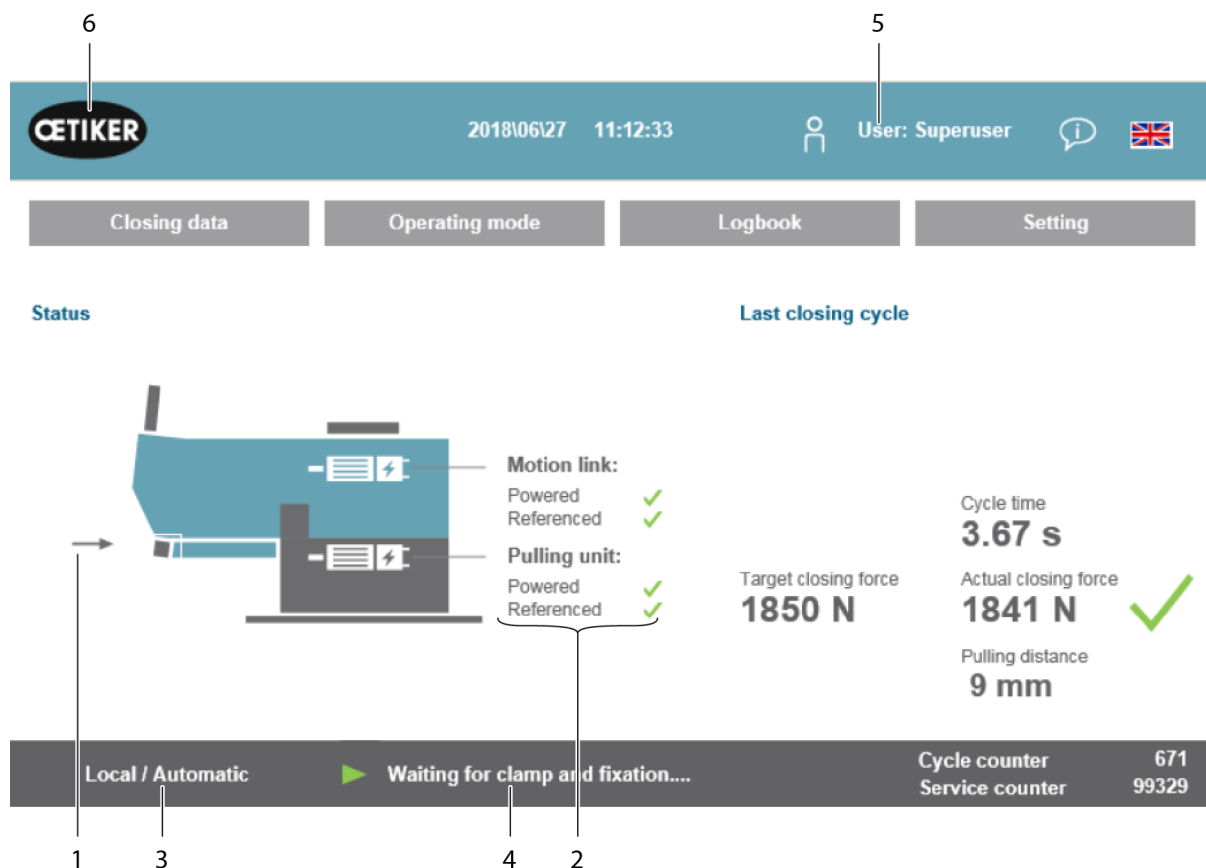 6 5
ŒTIKER
2018\06\27 11:12:33
User: Superuser
i
Closing data Operating mode Logbook Setting
Status
Last closing cycle
Motion link:
Powered
Referenced
Pulling unit:
Powered
Referenced
Cycle time
3.67 s
Target closing force
1850 N
Actual closing force
1841 N
Pulling distance
9 mm
Local / Automatic
Waiting for clamp and fixation....
Cycle counter 671
Service counter 99329
1 3 4 2